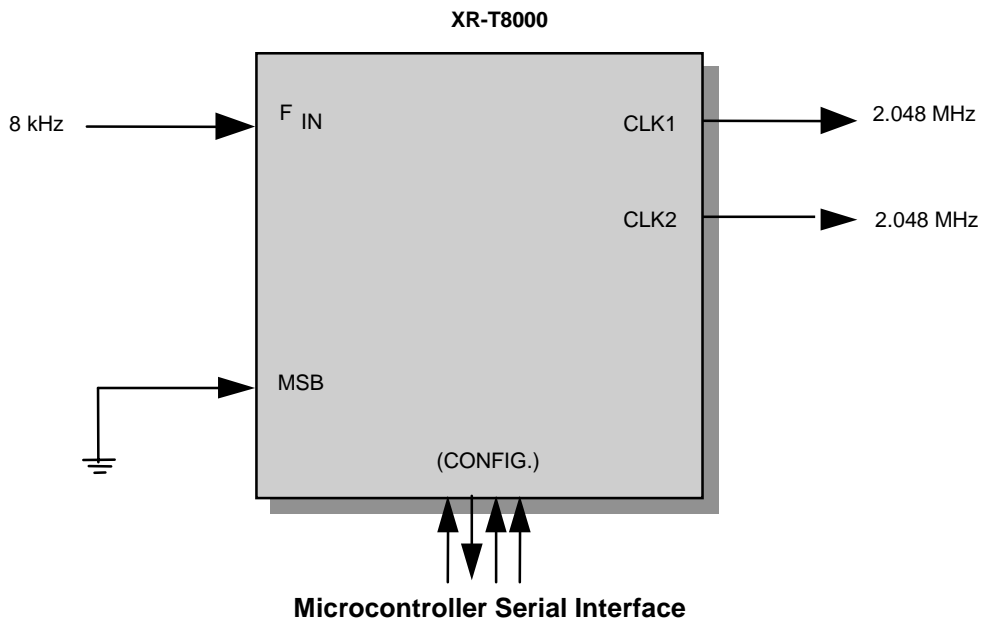 XR-T8000
8 kHz
F IN
CLK1
2.048 MHz
CLK2
2.048 MHz
MSB
(CONFIG.)
Microcontroller Serial Interface